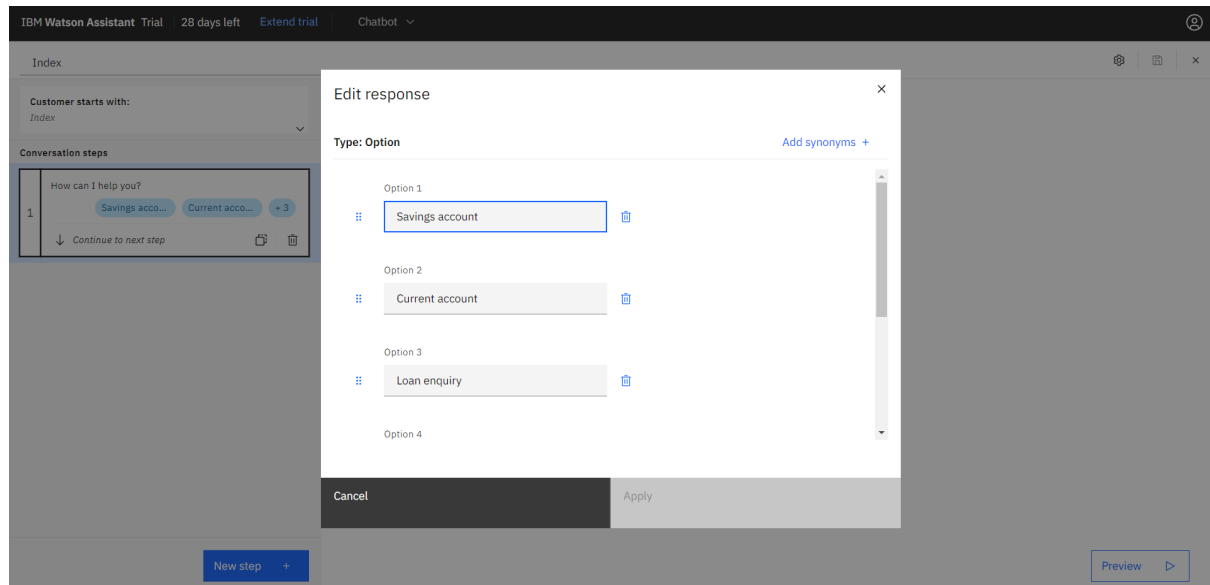 IBM Watson Assistant Trial 28 days left Extend trial Chatbot
Index
Customer starts with:
Index
Conversation steps
1
How can I help you?
Savings acco... Current acco... + 3
Continue to next step
New step +
Edit response
Type: Option
Add synonyms +
Option 1
Savings account
Option 2
Current account
Option 3
Loan enquiry
Option 4
Cancel
Apply
Preview